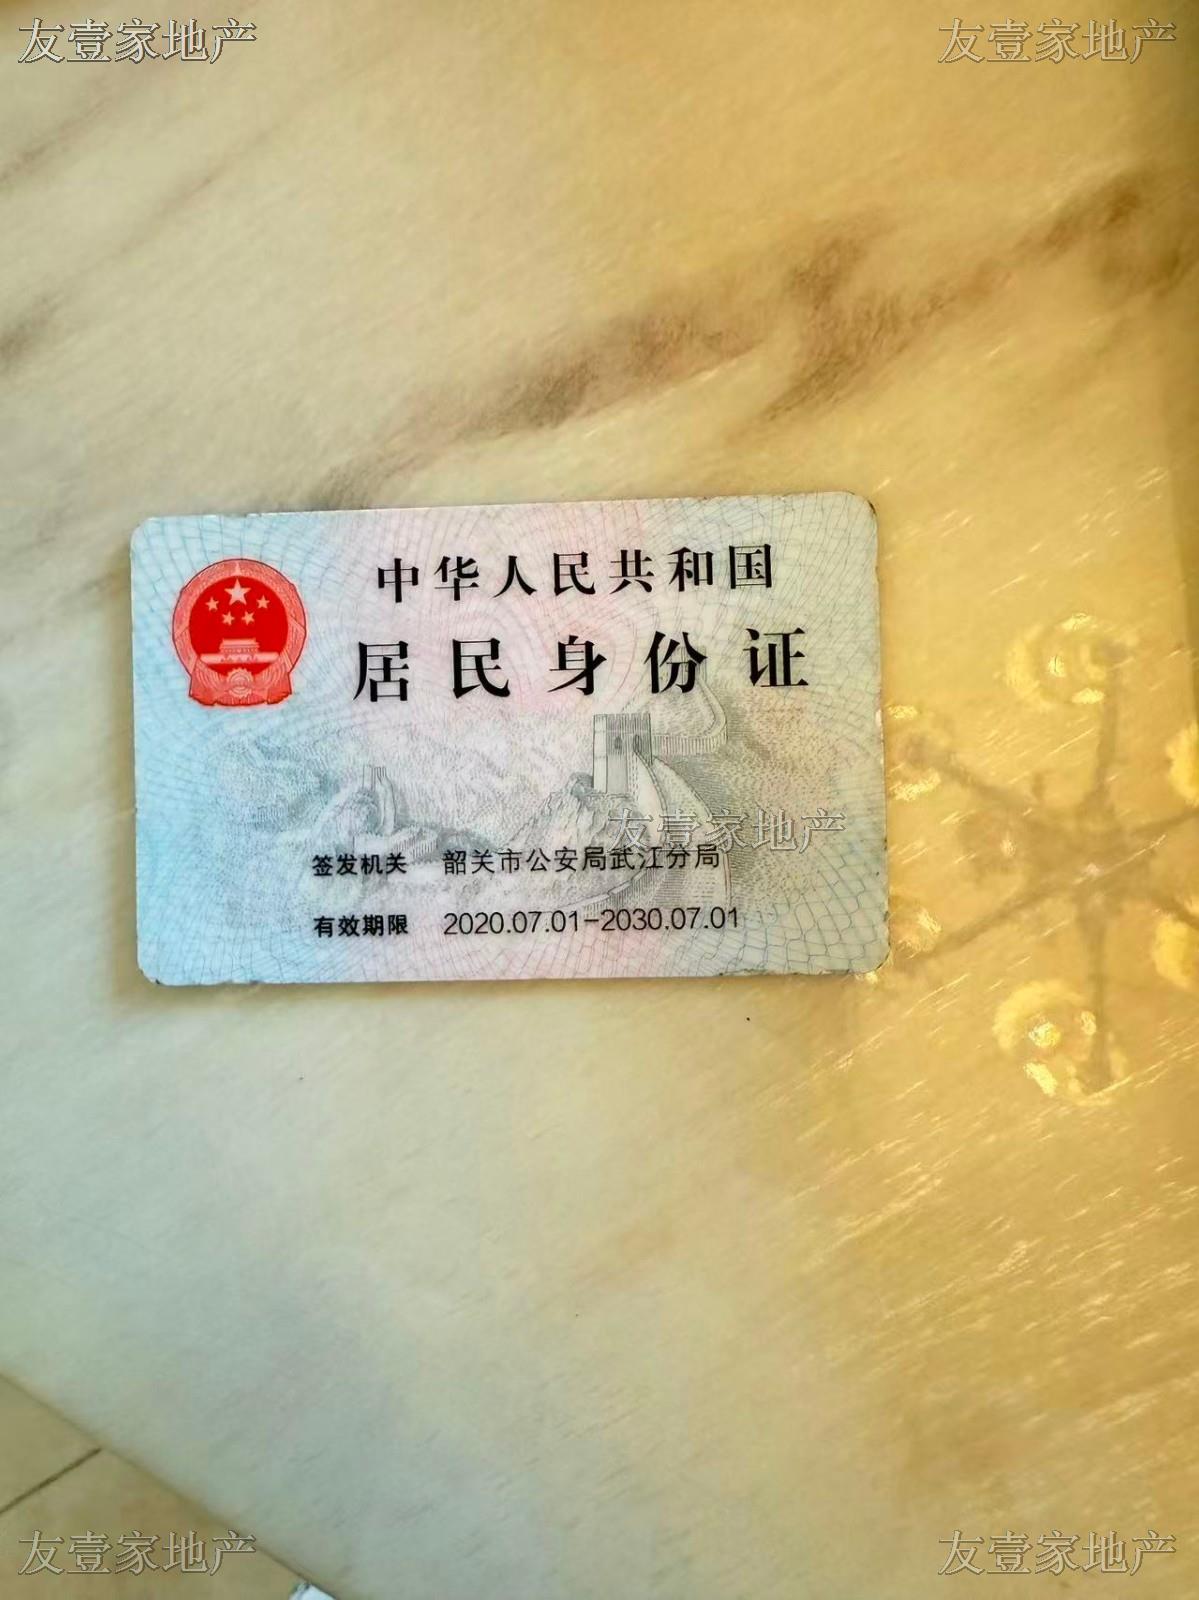 友壹家地产 友壹家地产
中华人民共和国
居民身份证
友壹家地产
签发机关 韶关市公安局武江分局
有效期限 2020.07.01-2030.07.01
友壹家地产 友壹家地产